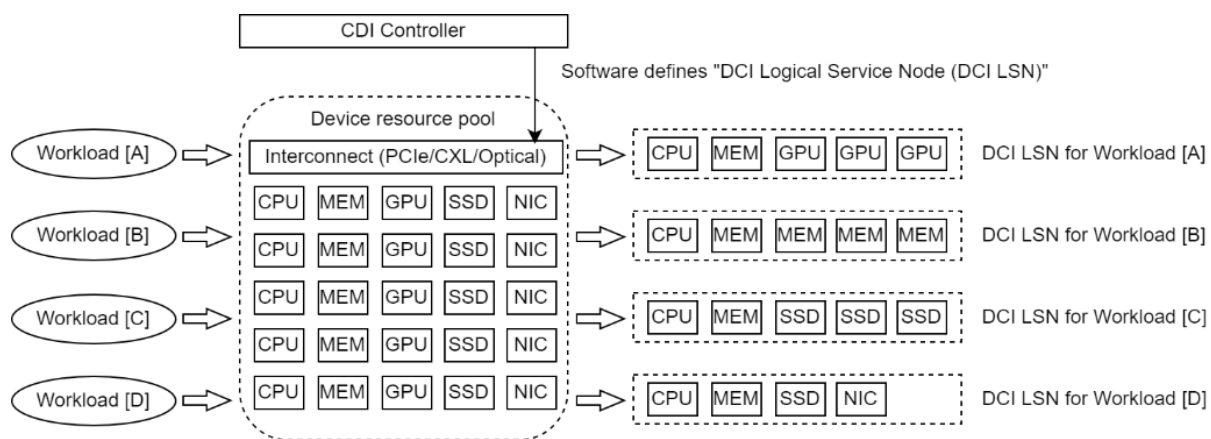 CDI Controller
Software defines "DCI Logical Service Node (DCI LSN)"
Device resource pool
Interconnect (PCIe/CXL/Optical)
Workload [A]
CPU MEM GPU GPU GPU
DCI LSN for Workload [A]
CPU MEM GPU SSD NIC
Workload [B]
CPU MEM GPU SSD NIC
CPU MEM MEM MEM MEM
DCI LSN for Workload [B]
Workload [C]
CPU MEM GPU SSD NIC
CPU MEM SSD SSD SSD
DCI LSN for Workload [C]
CPU MEM GPU SSD NIC
Workload [D]
CPU MEM GPU SSD NIC
CPU MEM SSD NIC
DCI LSN for Workload [D]